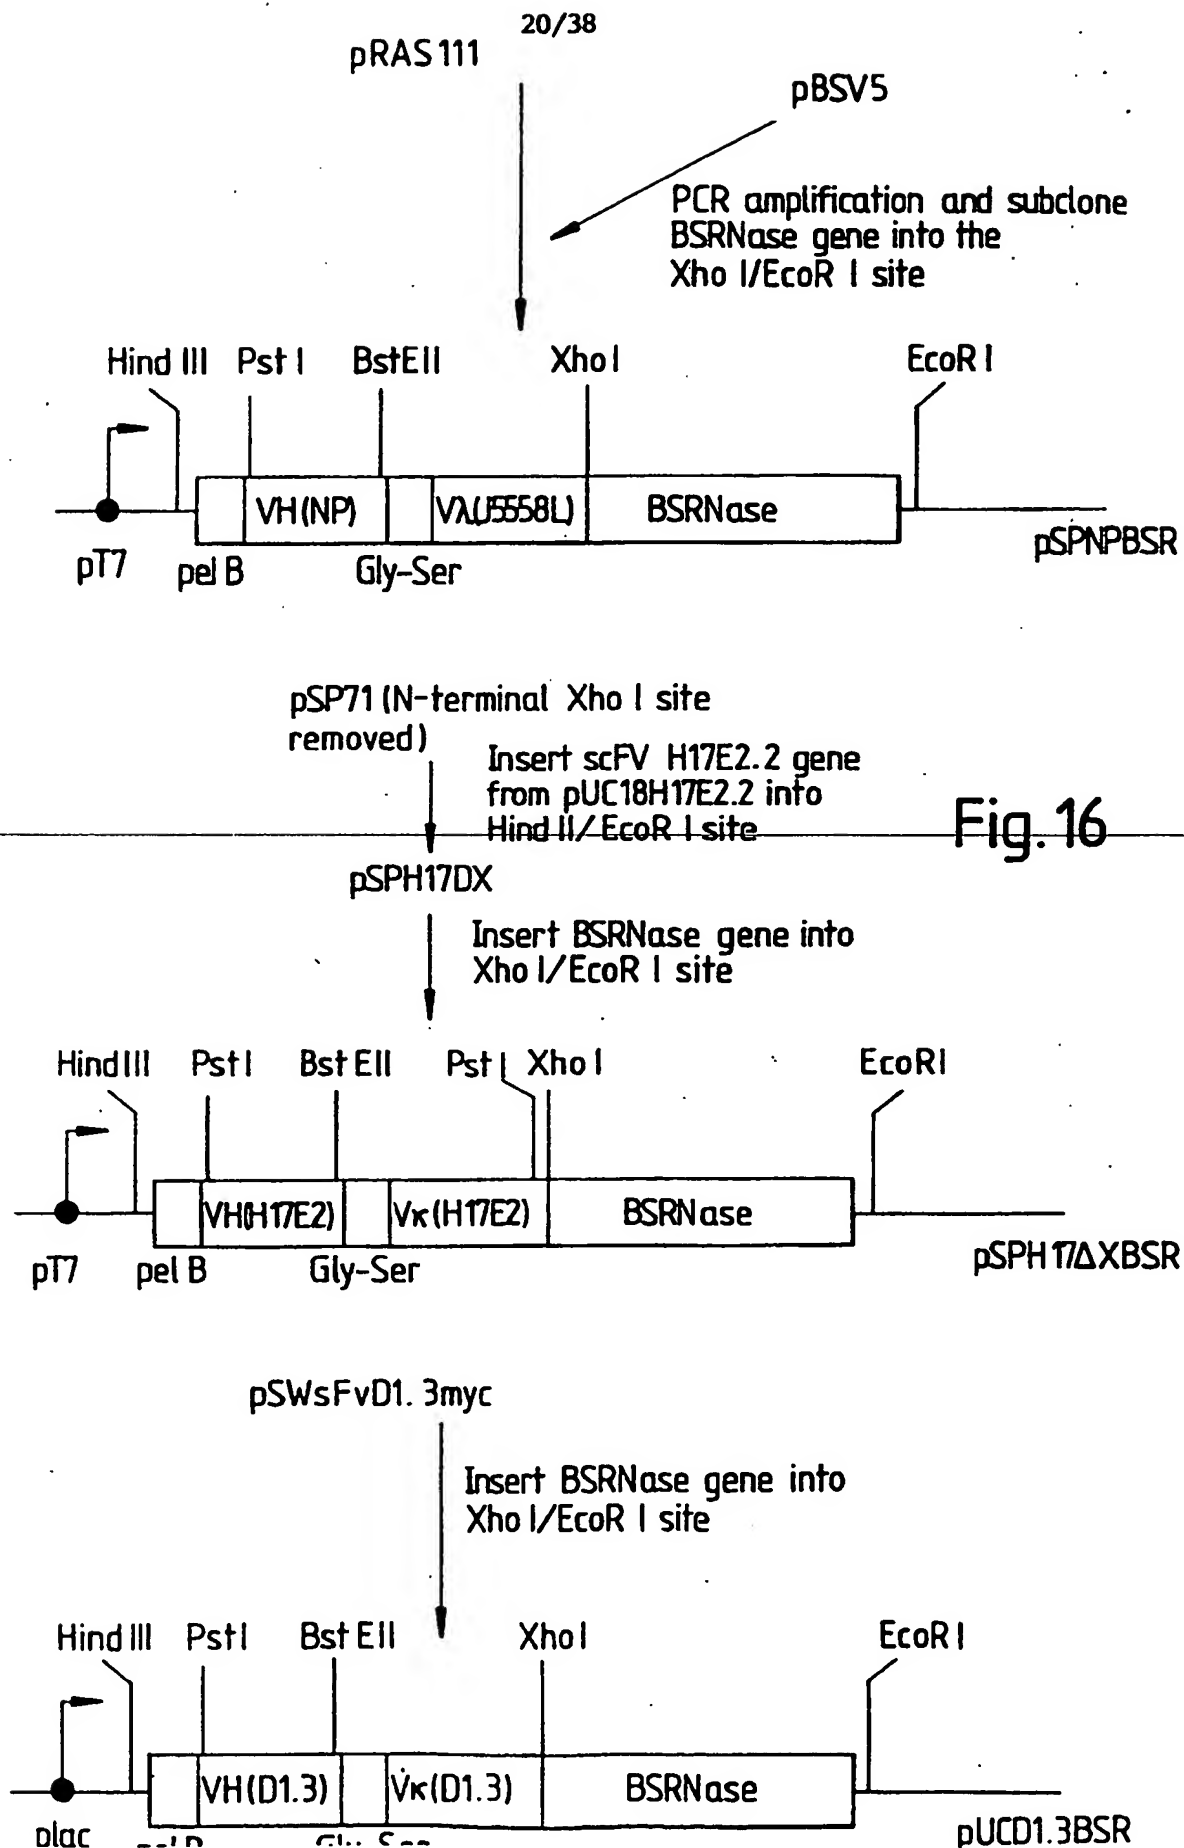 20/38
pRAS111
pBSV5
PCR amplification and subclone
BSRNase gene into the
Xho I/EcoR I site
Hind III Pst I BstEII Xho I EcoR I
VH(NP) Vλ(J5558L) BSRNase
pT7 pel B Gly-Ser pSPNPBSR
pSP71 (N-terminal Xho I site
removed)
Insert scFV H17E2.2 gene
from pUC18H17E2.2 into
Hind II/EcoR I site
Fig. 16
pSPH17DX
Insert BSRNase gene into
Xho I/EcoR I site
Hind III Pst I Bst EII Pst I Xho I EcoRI
VH(H17E2) Vκ(H17E2) BSRNase
pT7 pel B Gly-Ser pSPH17ΔXBSR
pSWsFvD1.3myc
Insert BSRNase gene into
Xho I/EcoR I site
Hind III Pst I Bst EII Xho I EcoR I
VH(D1.3) Vκ(D1.3) BSRNase
plac pel B Gly-Ser pUCD1.3BSR